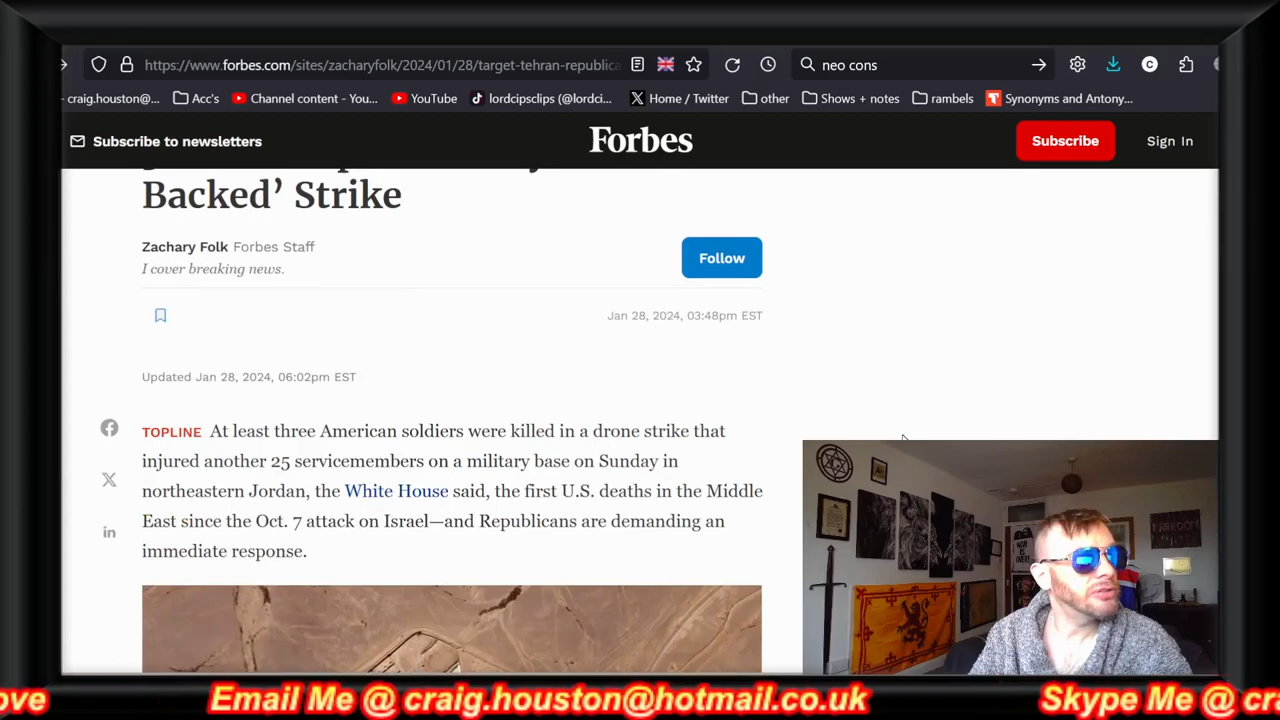 https://www.forbes.com/sites/zacharyfolk/2024/01/28/target-tehran-republica
neo cons
craig.houston@...
Acc's
Channel content - You...
YouTube
lordcipsclips (@lordci...
Home / Twitter
other
Shows + notes
rambels
Synonyms and Antony...
Subscribe to newsletters
Forbes
Subscribe
Sign In
Backed’ Strike
Zachary Folk Forbes Staff
I cover breaking news.
Follow
Jan 28, 2024, 03:48pm EST
Updated Jan 28, 2024, 06:02pm EST
TOPLINE At least three American soldiers were killed in a drone strike that
injured another 25 servicemembers on a military base on Sunday in
northeastern Jordan, the White House said, the first U.S. deaths in the Middle
East since the Oct. 7 attack on Israel—and Republicans are demanding an
immediate response.
ove
Email Me @ craig.houston@hotmail.co.uk
Skype Me @ cra